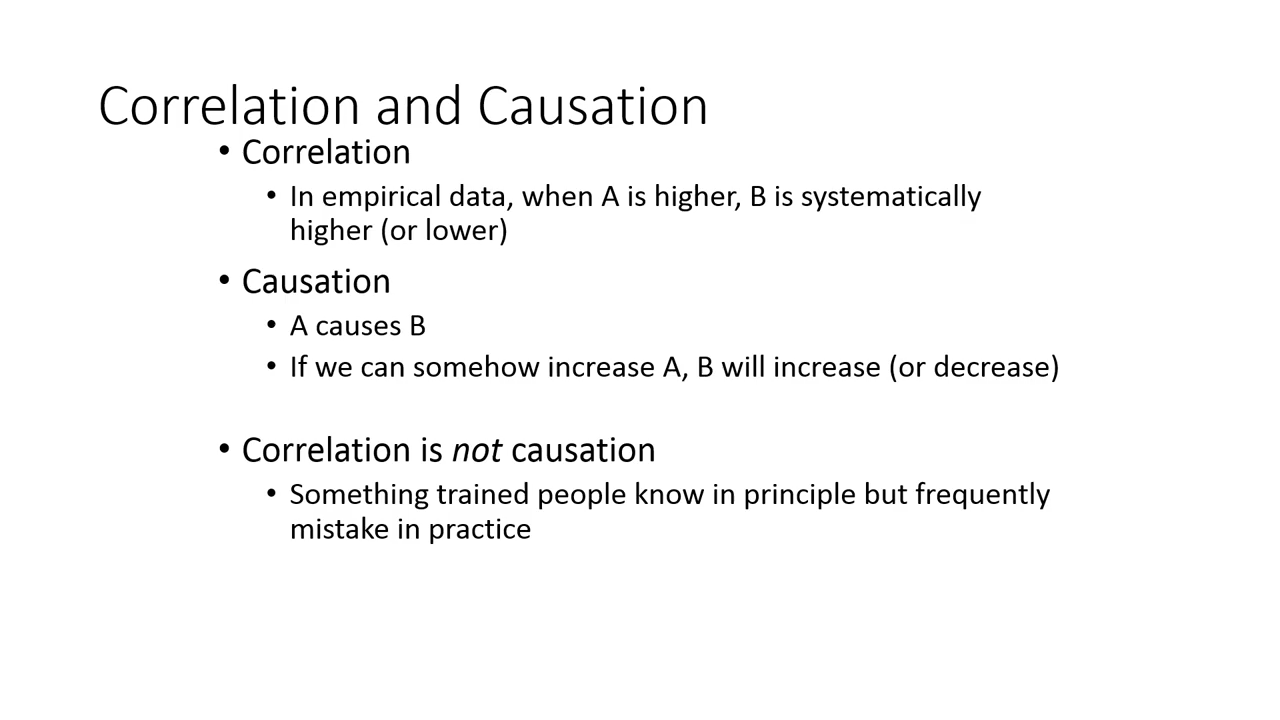 Correlation and Causation
• Correlation
• In empirical data, when A is higher, B is systematically
higher (or lower)
• Causation
• A causes B
• If we can somehow increase A, B will increase (or decrease)
• Correlation is not causation
• Something trained people know in principle but frequently
mistake in practice